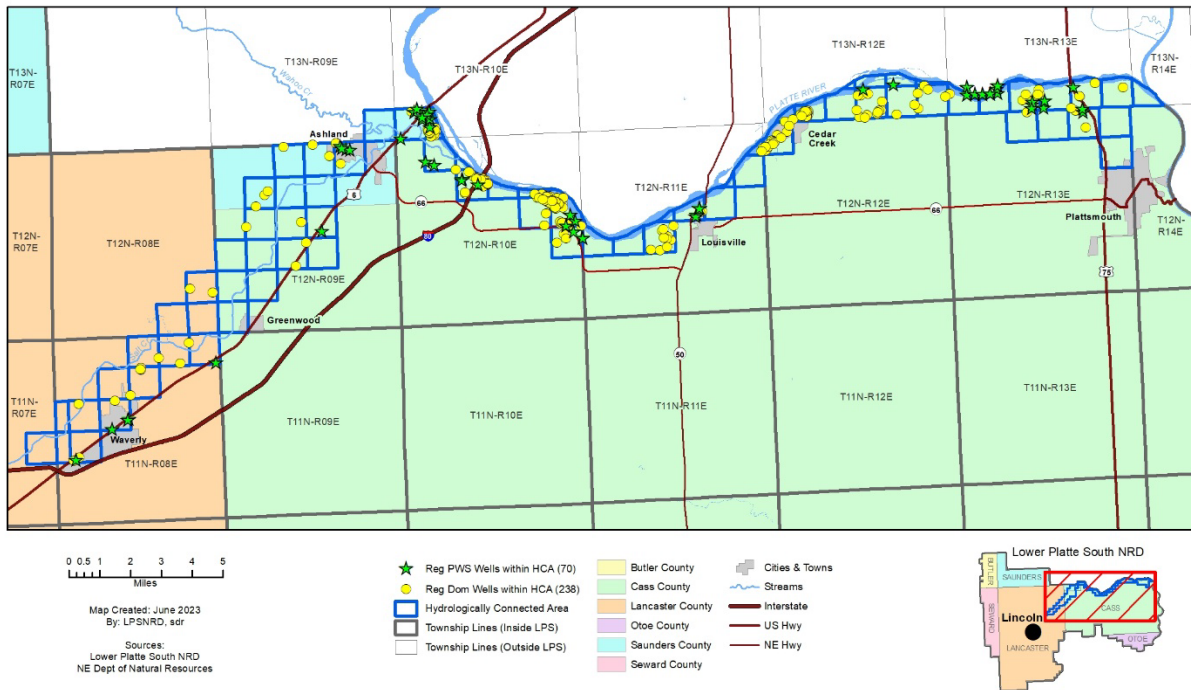 T13N-
R07E
T13N-R09E
T13N-R10E
T13N-R12E
T13N-R13E
T13N-
R14E
Wahoo Cr
PLATTE RIVER
Ashland
Cedar
Creek
6
66
T12N-R11E
T12N-
R07E
T12N-R08E
T12N-R10E
80
Louisville
T12N-R12E
66
T12N-R13E
Plattsmouth
T12N-
R14E
T12N-R09E
75
Greenwood
50
T11N-
R07E
T11N-R09E
T11N-R10E
T11N-R11E
T11N-R12E
T11N-R13E
Waverly
T11N-R08E
0 0.5 1 2 3 4 5
Miles
Map Created: June 2023
By: LPSNRD, sdr
Sources:
Lower Platte South NRD
NE Dept of Natural Resources
Reg PWS Wells within HCA (70)
Reg Dom Wells within HCA (238)
Hydrologically Connected Area
Township Lines (Inside LPS)
Township Lines (Outside LPS)
Butler County
Cass County
Lancaster County
Otoe County
Saunders County
Seward County
Cities & Towns
Streams
Interstate
US Hwy
NE Hwy
Lower Platte South NRD
BUTLER
SAUNDERS
SEWARD
CASS
Lincoln
LANCASTER
OTOE